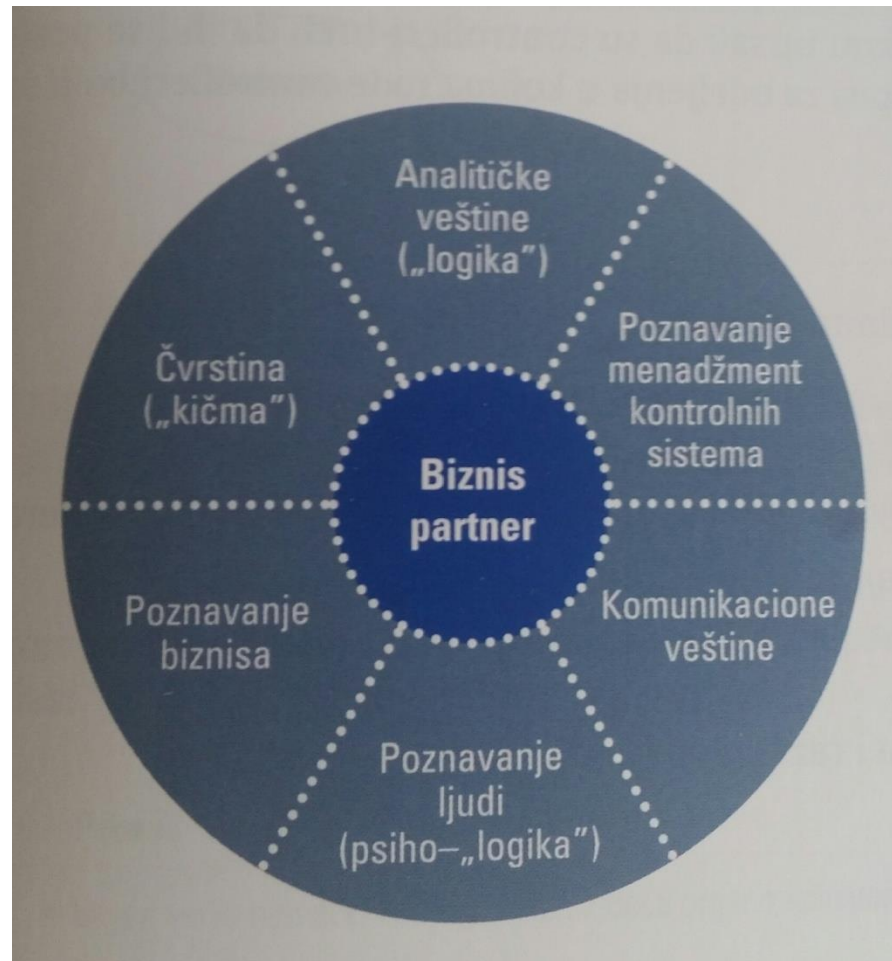 Analitičke
veštine
(„logika”)
Poznavanje
menadžment
kontrolnih
sistema
Komunikacione
veštine
Poznavanje
ljudi
(psiho–„logika”)
Poznavanje
biznisa
Čvrstina
(„kičma”)
Biznis
partner